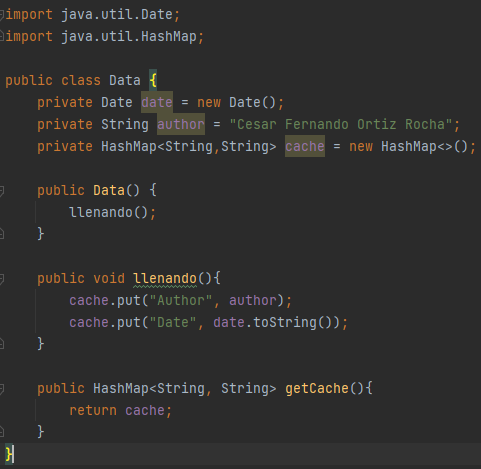 import java.util.Date;
import java.util.HashMap;
public class Data {
private Date date = new Date();
private String author = "Cesar Fernando Ortiz Rocha";
private HashMap<String,String> cache = new HashMap<>();
public Data() {
llenando();
}
public void llenando(){
cache.put("Author", author);
cache.put("Date", date.toString());
}
public HashMap<String, String> getCache(){
return cache;
}
}